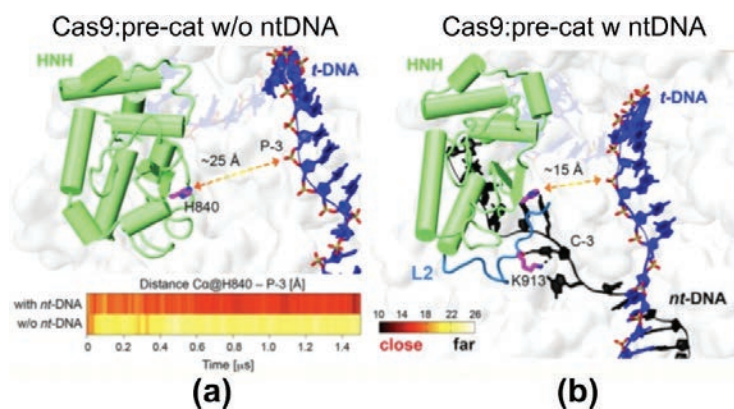 Cas9:pre-cat w/o ntDNA
HNH
t-DNA
P-3
~25 Å
H840
Distance Cα@H840 – P-3 [Å]
with nt-DNA
w/o nt-DNA
0 0.2 0.4 0.6 0.8 1.0 1.2 1.4
Time [μs]
(a)
Cas9:pre-cat w ntDNA
HNH
t-DNA
~15 Å
C-3
L2
K913
nt-DNA
10 14 18 22 26
close far
(b)